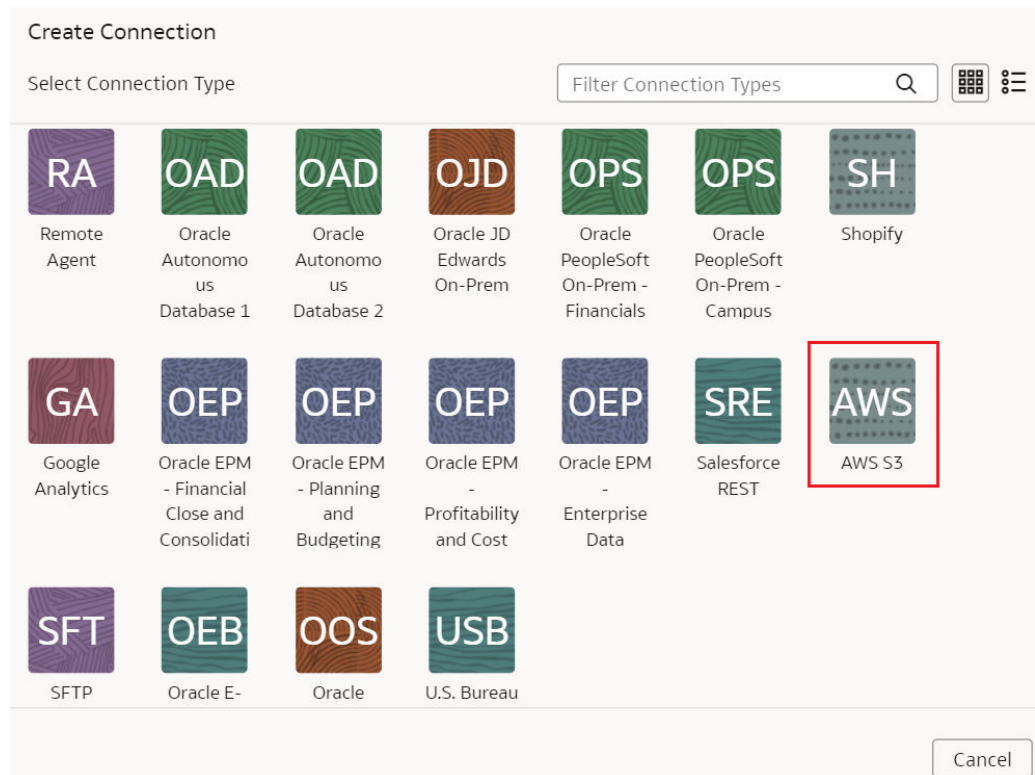 Create Connection
Select Connection Type
Filter Connection Types
RA
OAD
OAD
OJD
OPS
OPS
SH
Remote
Agent
Oracle
Autonomo
us
Database 1
Oracle
Autonomo
us
Database 2
Oracle JD
Edwards
On-Prem
Oracle
PeopleSoft
On-Prem -
Financials
Oracle
PeopleSoft
On-Prem -
Campus
Shopify
GA
OEP
OEP
OEP
OEP
SRE
AWS
Google
Analytics
Oracle EPM
- Financial
Close and
Consolidati
Oracle EPM
- Planning
and
Budgeting
Oracle EPM
-
Profitability
and Cost
Oracle EPM
-
Enterprise
Data
Salesforce
REST
AWS S3
SFT
OEB
OOS
USB
SFTP
Oracle E-
Oracle
U.S. Bureau
Cancel